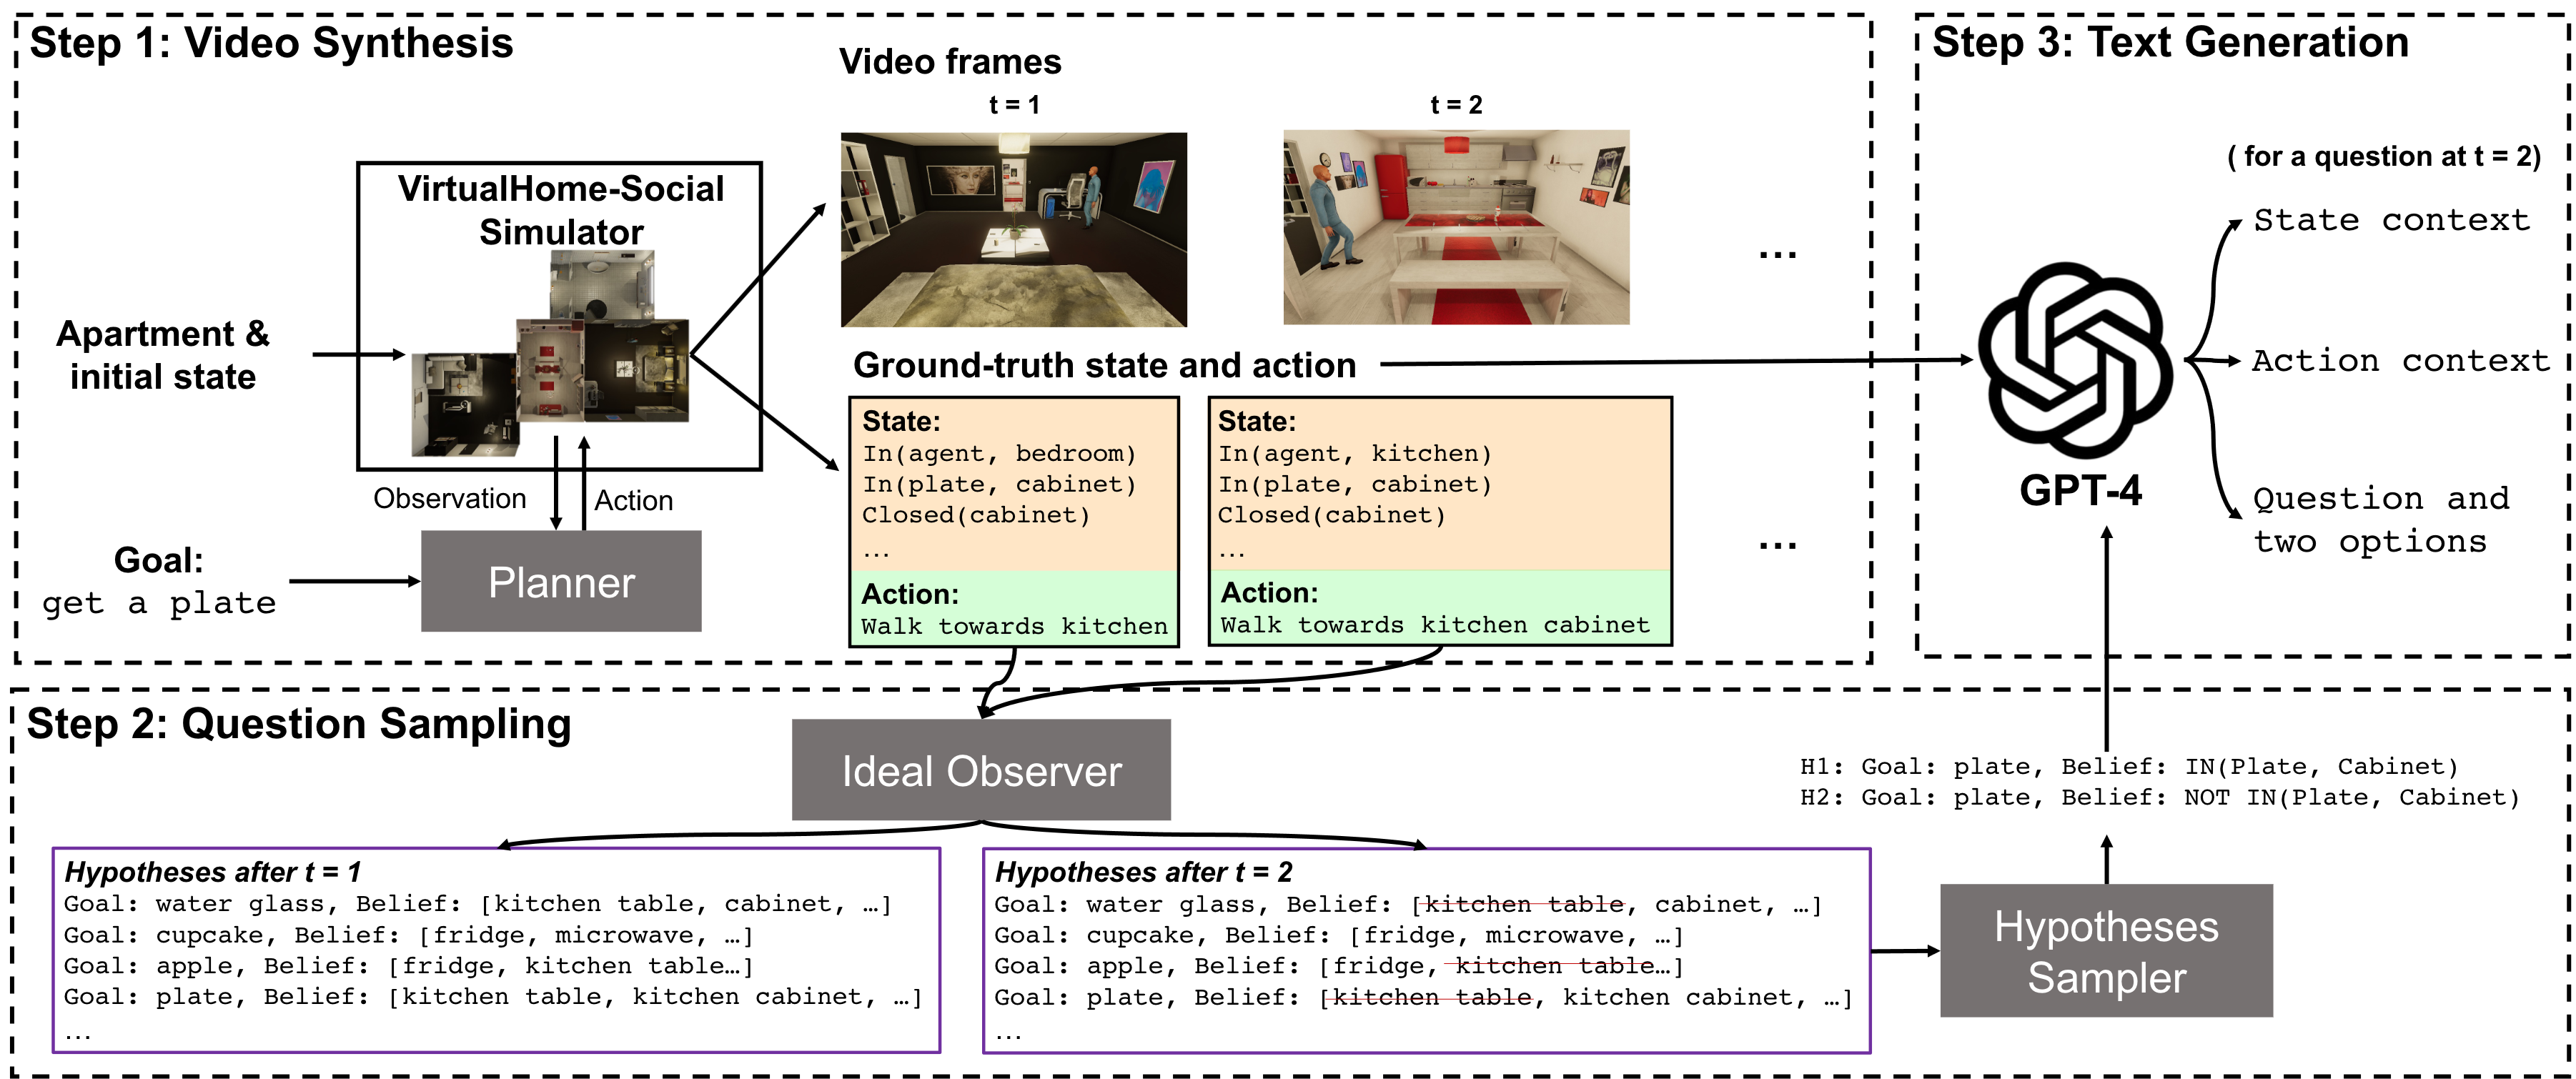 Step 1: Video Synthesis
Video frames
t = 1
t = 2
...
VirtualHome-Social
Simulator
Apartment &
initial state
Observation
Action
Goal:
get a plate
Planner
Ground-truth state and action
State:
In(agent, bedroom)
In(plate, cabinet)
Closed(cabinet)
...
Action:
Walk towards kitchen
State:
In(agent, kitchen)
In(plate, cabinet)
Closed(cabinet)
...
Action:
Walk towards kitchen cabinet
...
Step 3: Text Generation
( for a question at t = 2)
State context
Action context
Question and
two options
GPT-4
Step 2: Question Sampling
Ideal Observer
Hypotheses after t = 1
Goal: water glass, Belief: [kitchen table, cabinet, …]
Goal: cupcake, Belief: [fridge, microwave, …]
Goal: apple, Belief: [fridge, kitchen table…]
Goal: plate, Belief: [kitchen table, kitchen cabinet, …]
...
Hypotheses after t = 2
Goal: water glass, Belief: [kitchen table, cabinet, …]
Goal: cupcake, Belief: [fridge, microwave, …]
Goal: apple, Belief: [fridge, kitchen table…]
Goal: plate, Belief: [kitchen table, kitchen cabinet, …]
...
H1: Goal: plate, Belief: IN(Plate, Cabinet)
H2: Goal: plate, Belief: NOT IN(Plate, Cabinet)
Hypotheses
Sampler